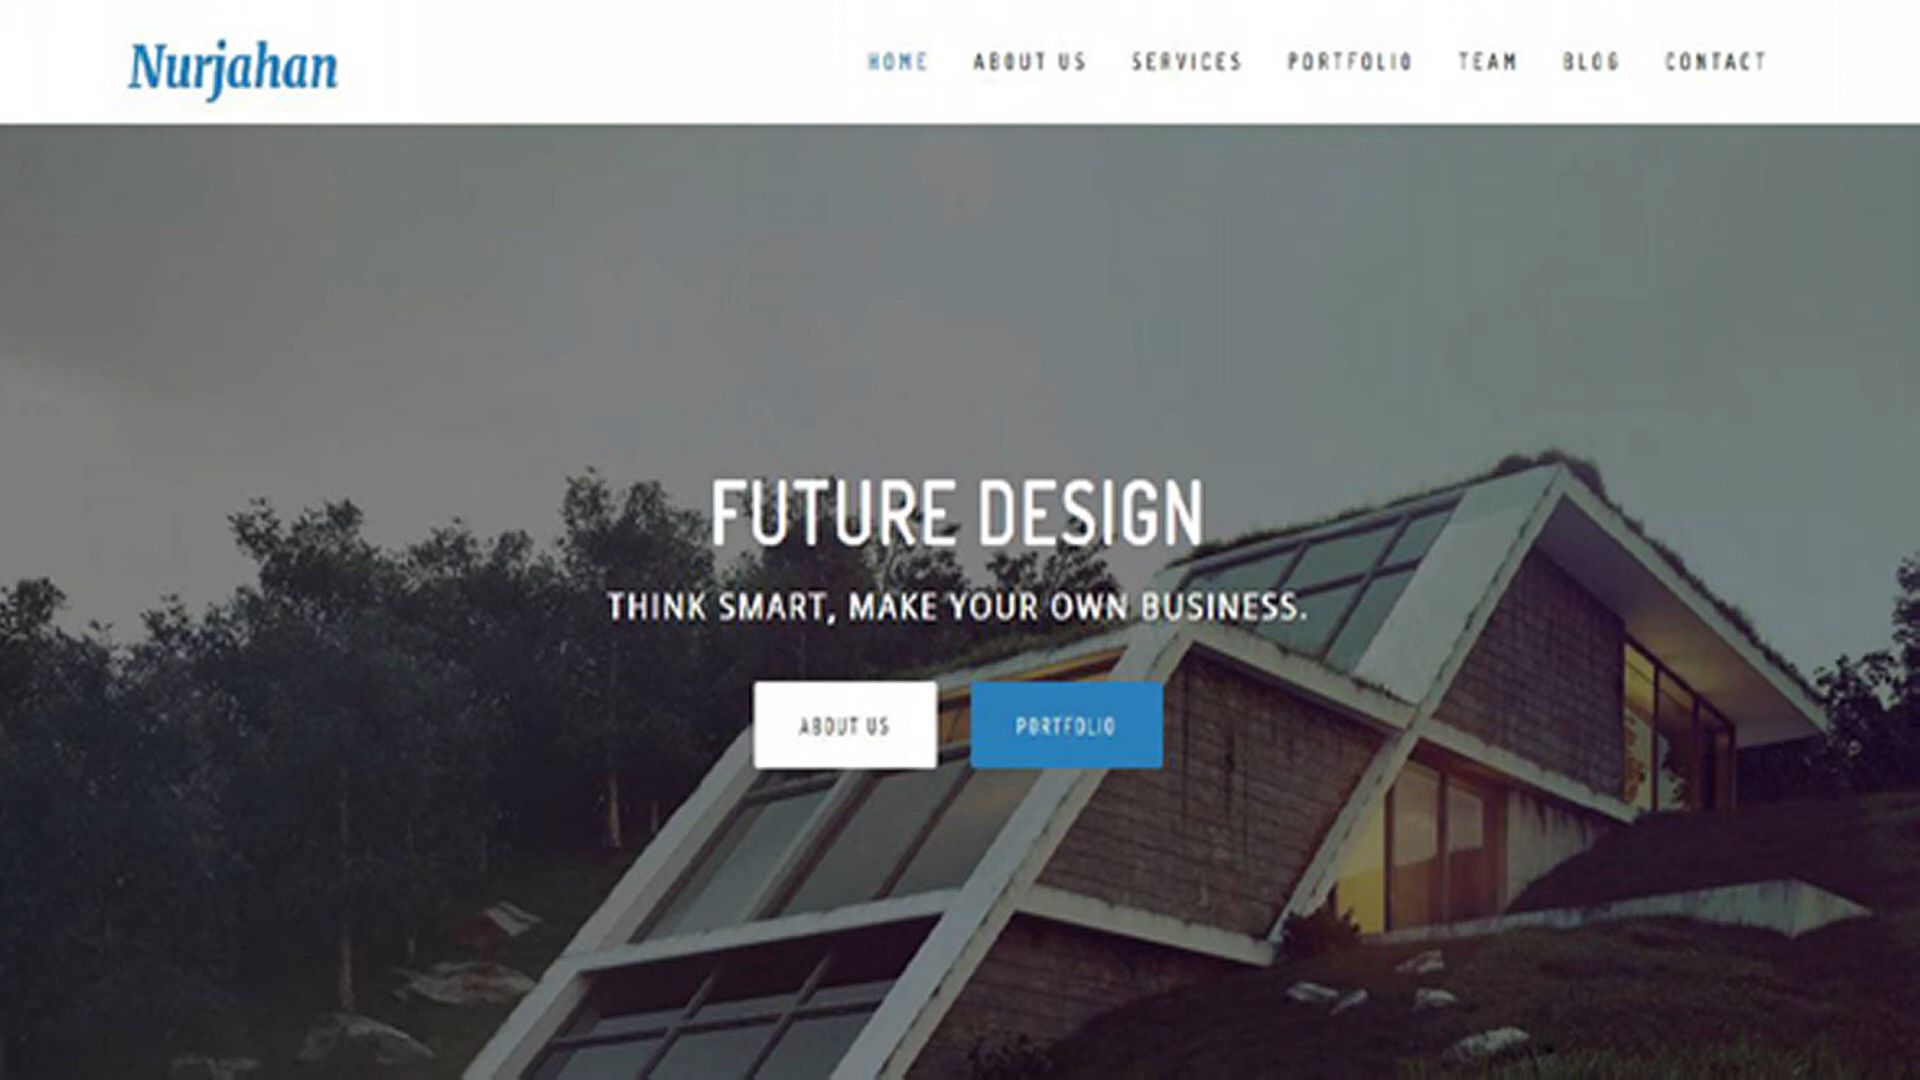 Nurjahan
HOME ABOUT US SERVICES PORTFOLIO TEAM BLOG CONTACT
FUTURE DESIGN
THINK SMART, MAKE YOUR OWN BUSINESS.
ABOUT US PORTFOLIO